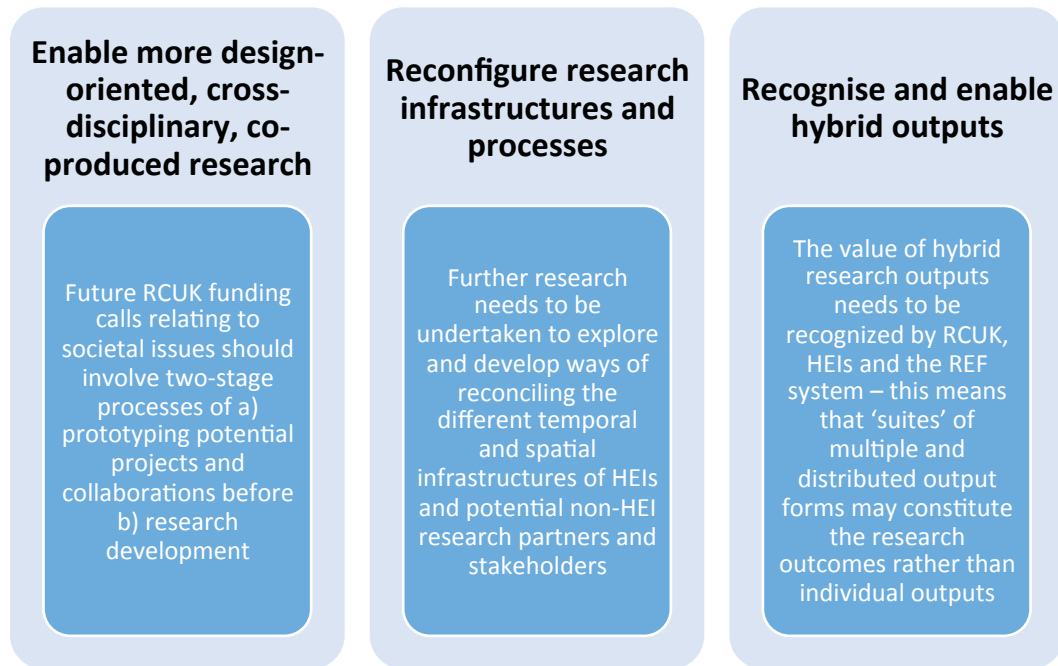 Enable more design-
oriented, cross-
disciplinary, co-
produced research
Future RCUK funding
calls relating to
societal issues should
involve two-stage
processes of a)
prototyping potential
projects and
collaborations before
b) research
development
Reconfigure research
infrastructures and
processes
Further research
needs to be
undertaken to explore
and develop ways of
reconciling the
different temporal
and spatial
infrastructures of HEIs
and potential non-HEI
research partners and
stakeholders
Recognise and enable
hybrid outputs
The value of hybrid
research outputs
needs to be
recognized by RCUK,
HEIs and the REF
system – this means
that ‘suites’ of
multiple and
distributed output
forms may constitute
the research
outcomes rather than
individual outputs